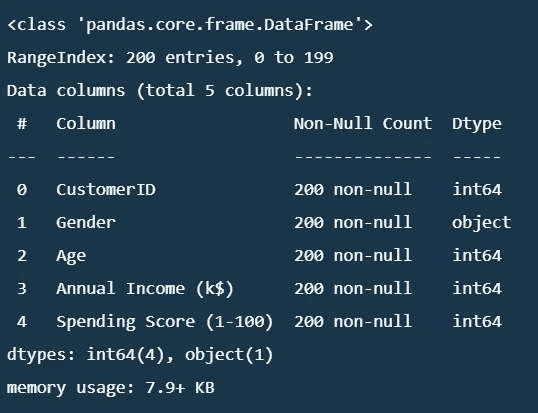 <class 'pandas.core.frame.DataFrame'>
RangeIndex: 200 entries, 0 to 199
Data columns (total 5 columns):
 #   Column                  Non-Null Count  Dtype
---  ------                  --------------  -----
 0   CustomerID              200 non-null    int64
 1   Gender                  200 non-null    object
 2   Age                     200 non-null    int64
 3   Annual Income (k$)      200 non-null    int64
 4   Spending Score (1-100)  200 non-null    int64
dtypes: int64(4), object(1)
memory usage: 7.9+ KB